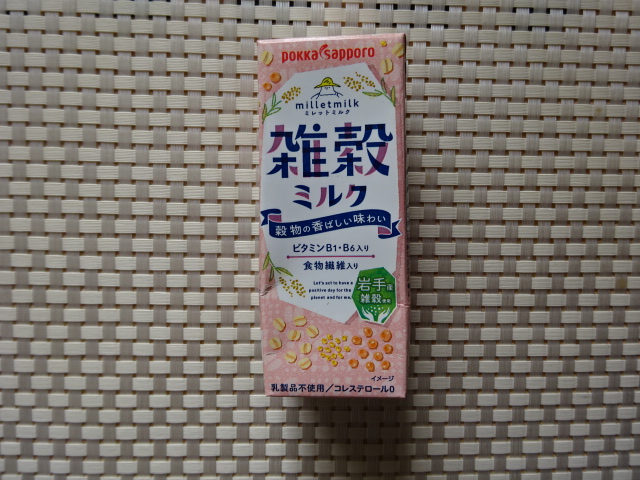 pokka sapporo
milletmilk
ミレットミルク
雑穀
ミルク
穀物の香ばしい味わい
ビタミンB1・B6入り
食物繊維入り
Let's act to have a
positive day for the
planet and for me.
岩手産
雑穀使用
イメージ
乳製品不使用/コレステロール0